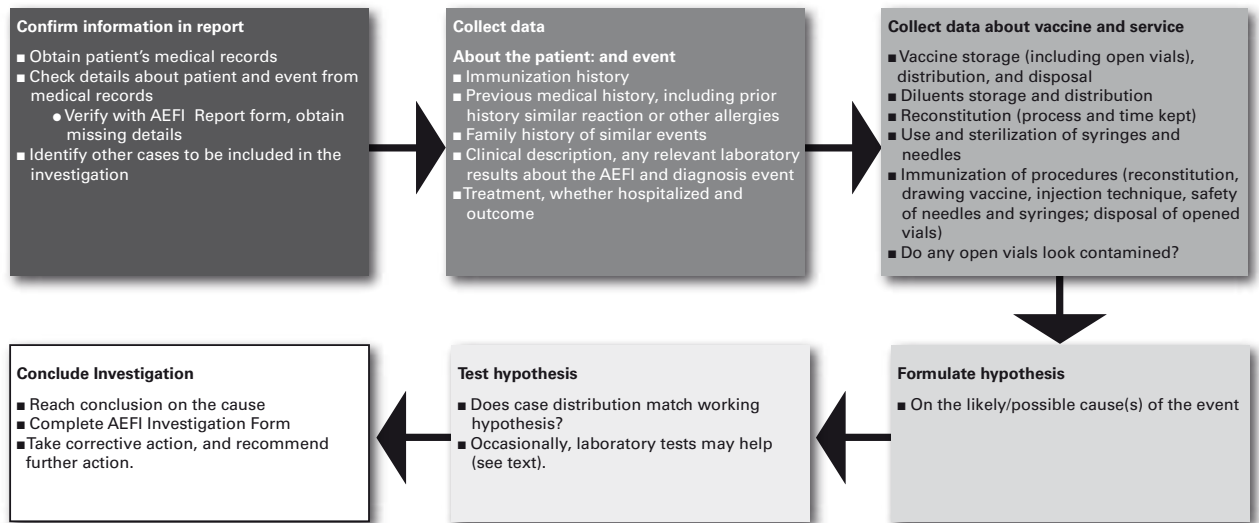 Confirm information in report
■ Obtain patient's medical records
■ Check details about patient and event from
medical records
● Verify with AEFI Report form, obtain
missing details
■ Identify other cases to be included in the
investigation
Collect data
About the patient: and event
■ Immunization history
■ Previous medical history, including prior
history similar reaction or other allergies
■ Family history of similar events
■ Clinical description, any relevant laboratory
results about the AEFI and diagnosis event
■ Treatment, whether hospitalized and
outcome
Collect data about vaccine and service
■ Vaccine storage (including open vials),
distribution, and disposal
■ Diluents storage and distribution
■ Reconstitution (process and time kept)
■ Use and sterilization of syringes and
needles
■ Immunization of procedures (reconstitution,
drawing vaccine, injection technique, safety
of needles and syringes; disposal of opened
vials)
■ Do any open vials look contaminated?
Formulate hypothesis
■ On the likely/possible cause(s) of the event
Test hypothesis
■ Does case distribution match working
hypothesis?
■ Occasionally, laboratory tests may help
(see text).
Conclude Investigation
■ Reach conclusion on the cause
■ Complete AEFI Investigation Form
■ Take corrective action, and recommend
further action.